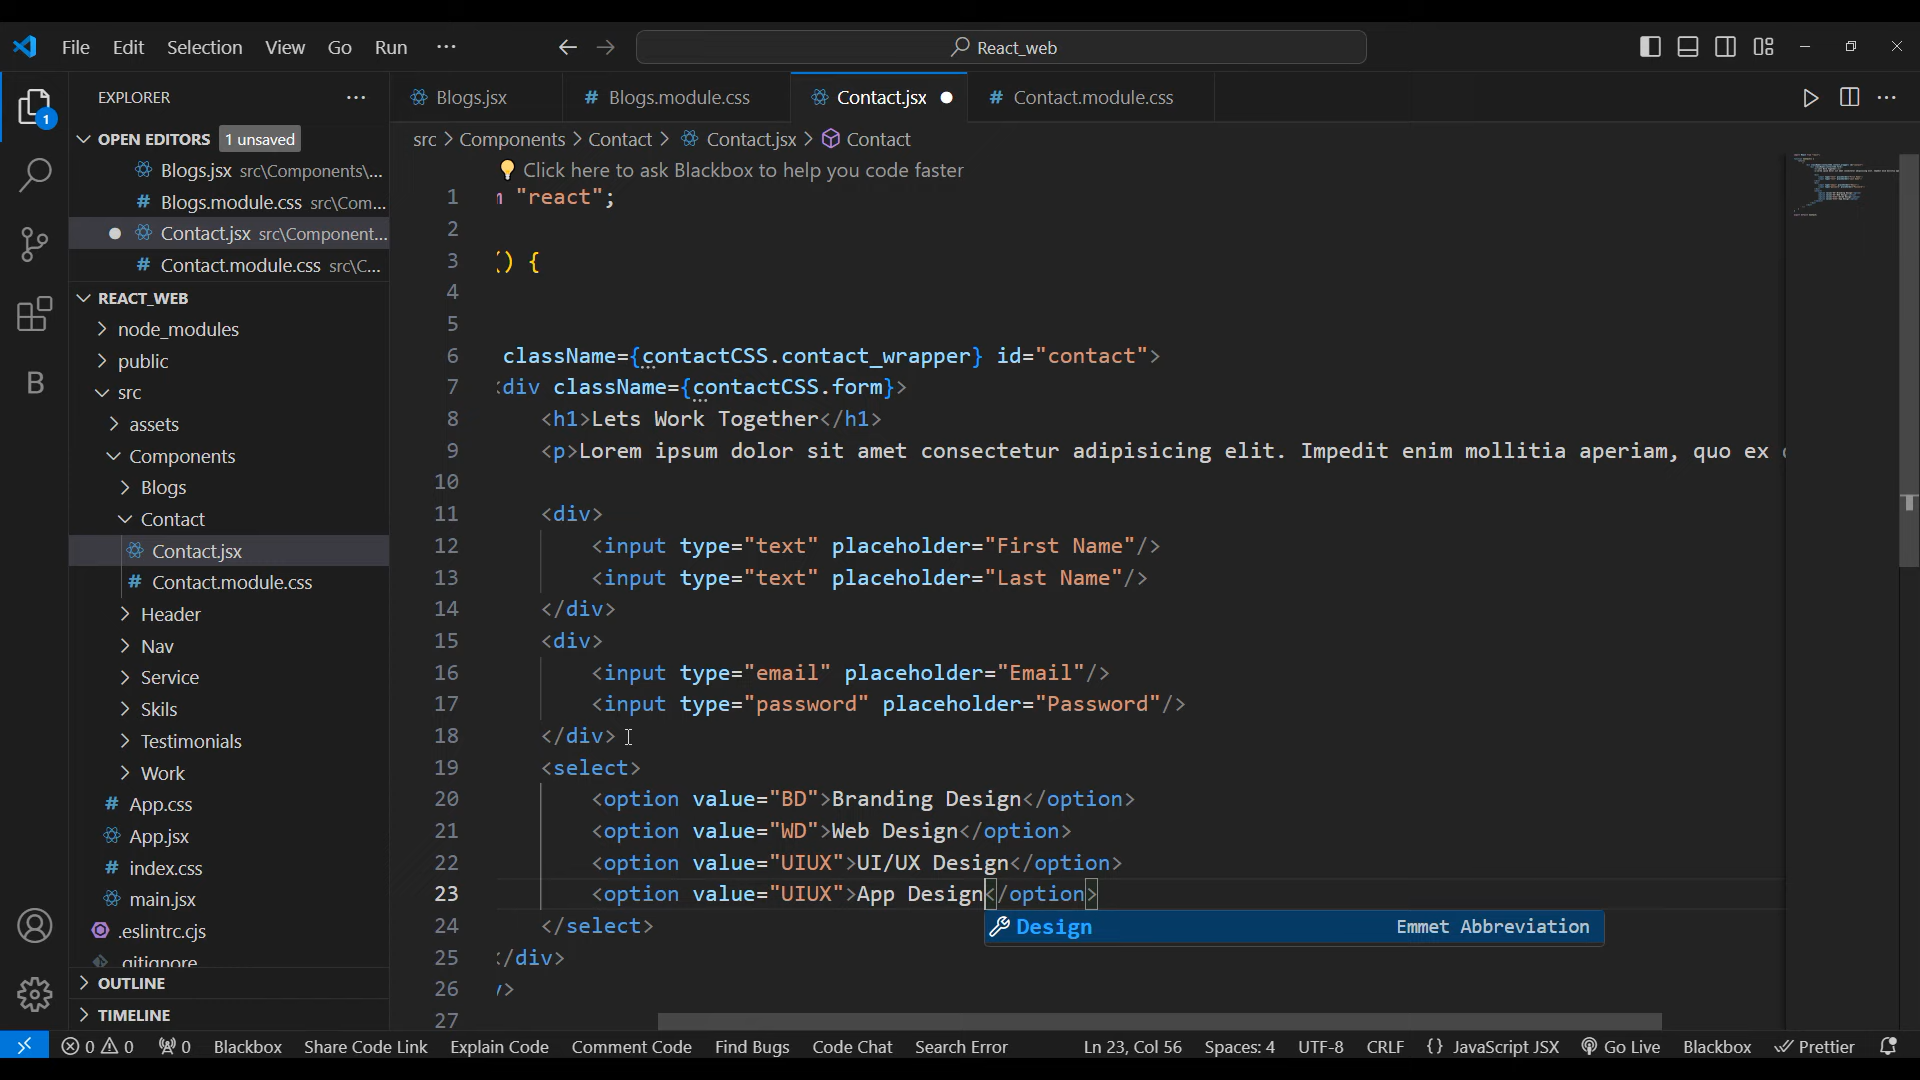 File Edit Selection View Go Run ··· React_web
EXPLORER ···
OPEN EDITORS 1 unsaved
Blogs.jsx src\Components\...
Blogs.module.css src\Com...
Contact.jsx src\Component...
Contact.module.css src\C...
REACT_WEB
node_modules
public
src
assets
Components
Blogs
Contact
Contact.jsx
Contact.module.css
Header
Nav
Service
Skils
Testimonials
Work
App.css
App.jsx
index.css
main.jsx
.eslintrc.cjs
.gitignore
OUTLINE
TIMELINE
Blogs.jsx Blogs.module.css Contact.jsx Contact.module.css
src > Components > Contact > Contact.jsx > Contact
Click here to ask Blackbox to help you code faster
1 "react";
2
3 () {
4
5
6 className={contactCSS.contact_wrapper} id="contact">
7 <div className={contactCSS.form}>
8 <h1>Lets Work Together</h1>
9 <p>Lorem ipsum dolor sit amet consectetur adipisicing elit. Impedit enim mollitia aperiam, quo ex
10
11 <div>
12 <input type="text" placeholder="First Name"/>
13 <input type="text" placeholder="Last Name"/>
14 </div>
15 <div>
16 <input type="email" placeholder="Email"/>
17 <input type="password" placeholder="Password"/>
18 </div>
19 <select>
20 <option value="BD">Branding Design</option>
21 <option value="WD">Web Design</option>
22 <option value="UIUX">UI/UX Design</option>
23 <option value="UIUX">App Design</option>
Design Emmet Abbreviation
24 </select>
25 </div>
26 >
27
0 0 0 Blackbox Share Code Link Explain Code Comment Code Find Bugs Code Chat Search Error Ln 23, Col 56 Spaces: 4 UTF-8 CRLF {} JavaScript JSX Go Live Blackbox Prettier